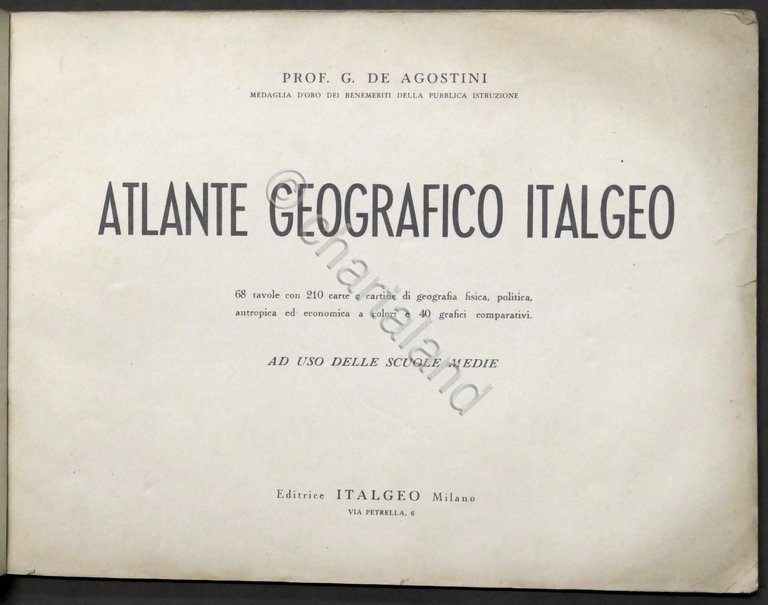 PROF. G. DE AGOSTINI
MEDAGLIA D'ORO DEI BENEMERITI DELLA PUBBLICA ISTRUZIONE
ATLANTE GEOGRAFICO ITALGEO
68 tavole con 210 carte e cartine di geografia fisica, politica,
antropica ed economica a colori e 40 grafici comparativi.
AD USO DELLE SCUOLE MEDIE
Editrice ITALGEO Milano
VIA PETRELLA, 6
© chartaland